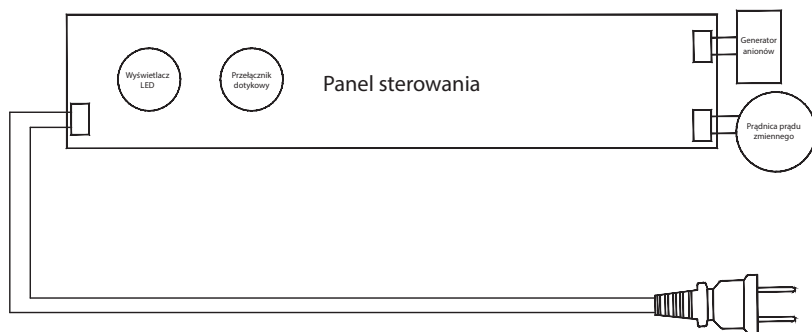 Generator
anionów
Wyświetlacz
LED
Przełącznik
dotykowy
Panel sterowania
Prądnica prądu
zmiennego